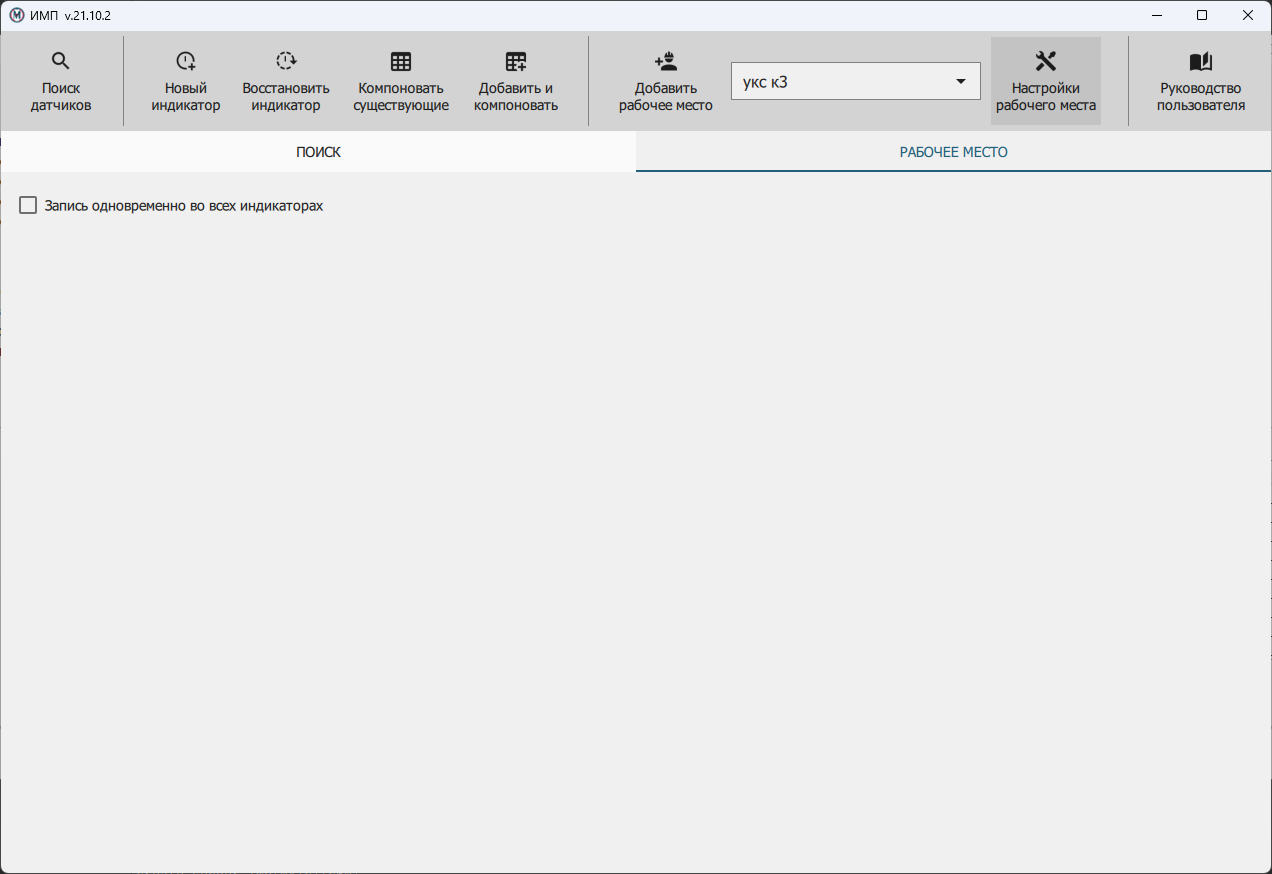 ИМП v.21.10.2
Поиск
датчиков
Новый
индикатор
Восстановить
индикатор
Компоновать
существующие
Добавить и
компоновать
Добавить
рабочее место
укс к3
Настройки
рабочего места
Руководство
пользователя
ПОИСК
РАБОЧЕЕ МЕСТО
Запись одновременно во всех индикаторах